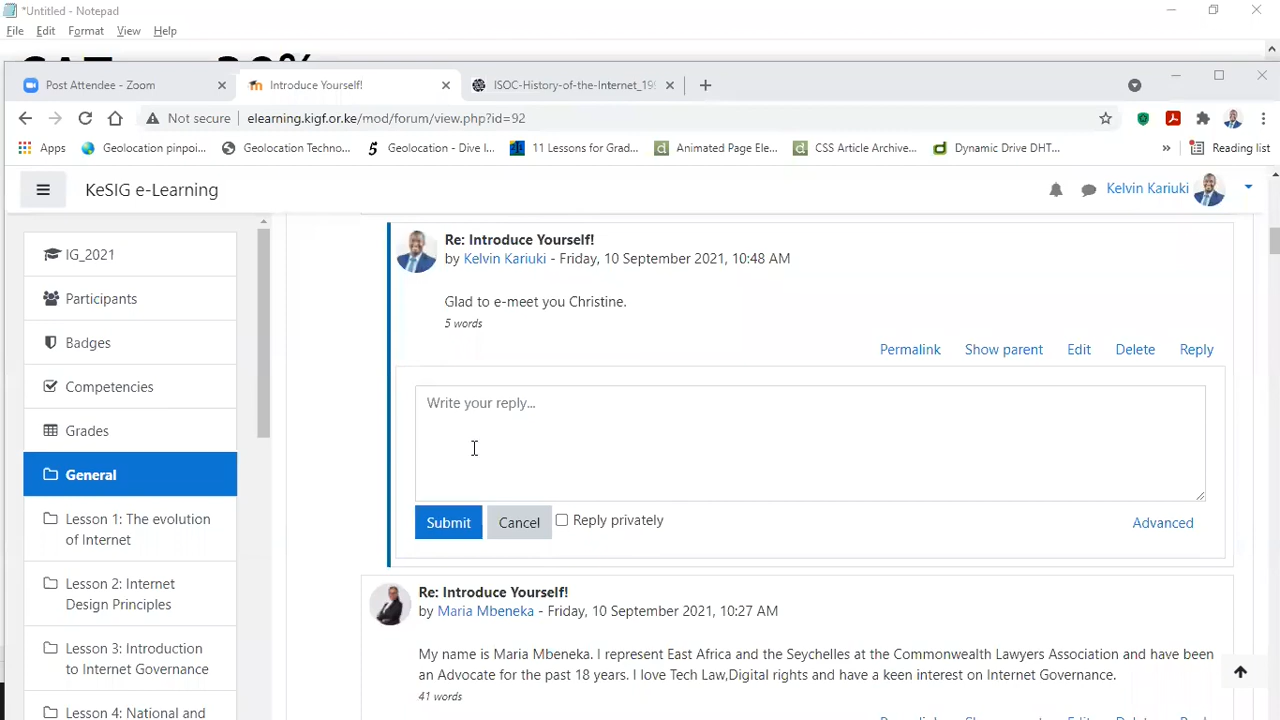 *Untitled - Notepad
File Edit Format View Help
Post Attendee - Zoom
Introduce Yourself!
ISOC-History-of-the-Internet_199
Not secure elearning.kigf.or.ke/mod/forum/view.php?id=92
Apps Geolocation pinpoi... Geolocation Techno... Geolocation - Dive I... 11 Lessons for Grad... Animated Page Ele... CSS Article Archive... Dynamic Drive DHT... » Reading list
KeSIG e-Learning
Kelvin Kariuki
IG_2021
Participants
Badges
Competencies
Grades
General
Lesson 1: The evolution
of Internet
Lesson 2: Internet
Design Principles
Lesson 3: Introduction
to Internet Governance
Lesson 4: National and
Re: Introduce Yourself!
by Kelvin Kariuki - Friday, 10 September 2021, 10:48 AM
Glad to e-meet you Christine.
5 words
Permalink Show parent Edit Delete Reply
Write your reply...
Submit Cancel Reply privately Advanced
Re: Introduce Yourself!
by Maria Mbeneka - Friday, 10 September 2021, 10:27 AM
My name is Maria Mbeneka. I represent East Africa and the Seychelles at the Commonwealth Lawyers Association and have been
an Advocate for the past 18 years. I love Tech Law,Digital rights and have a keen interest on Internet Governance.
41 words